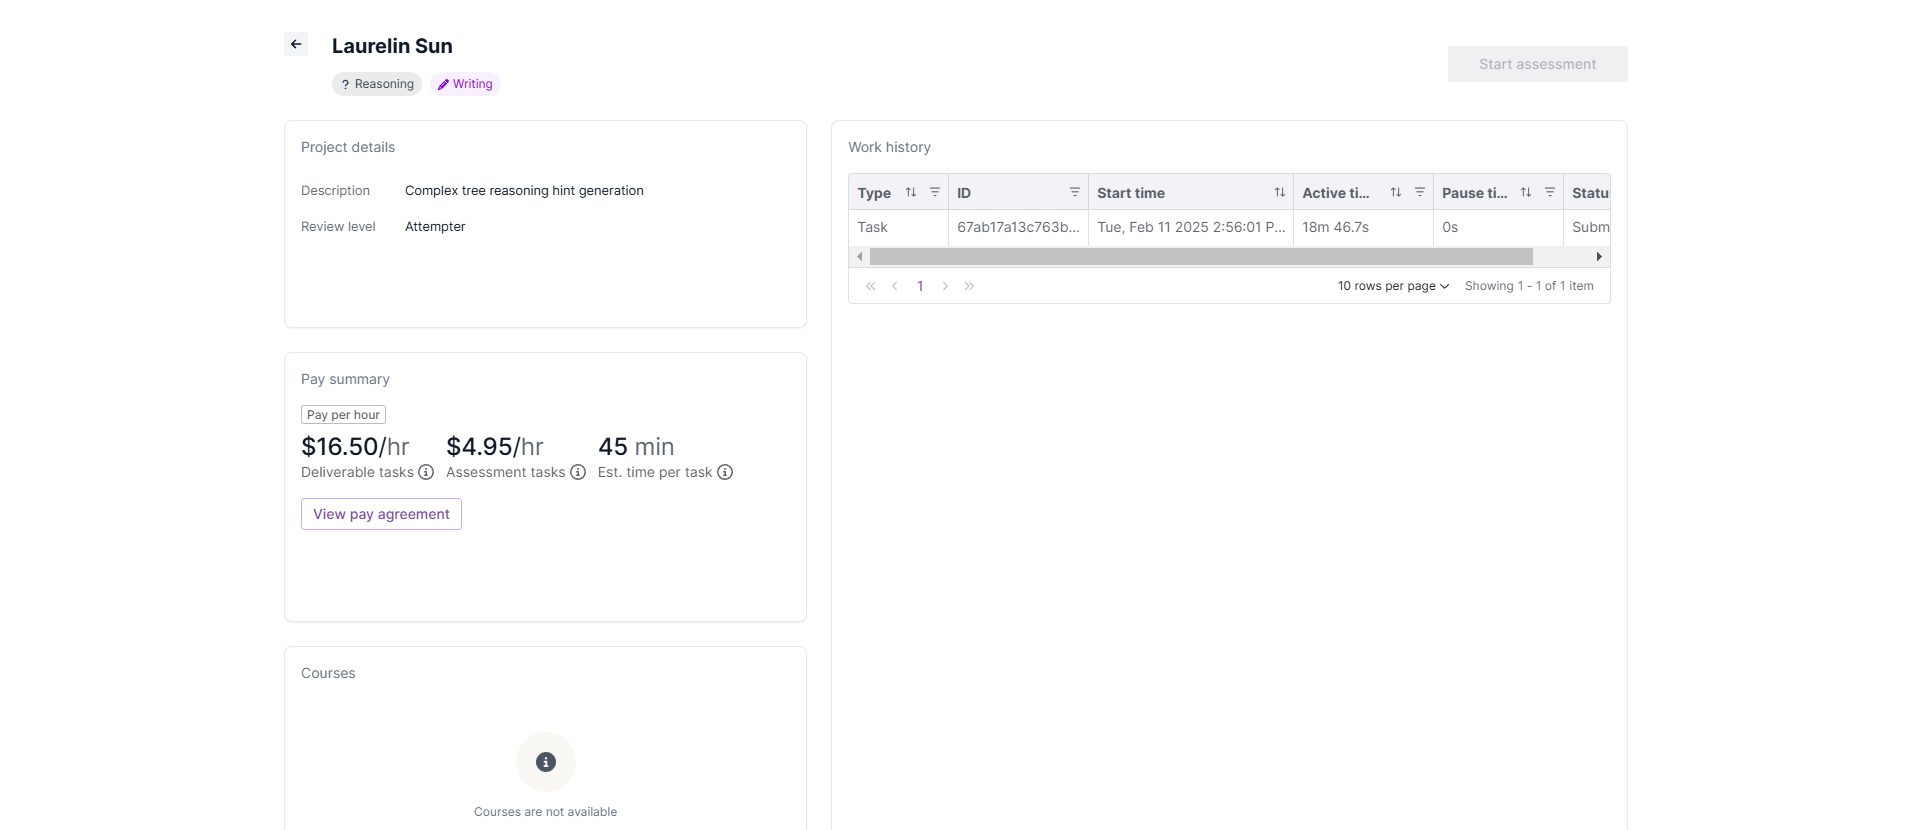 Laurelin Sun
? Reasoning
Writing
Start assessment
Project details
Description Complex tree reasoning hint generation
Review level Attempter
Pay summary
Pay per hour
$16.50/hr $4.95/hr 45 min
Deliverable tasks Assessment tasks Est. time per task
View pay agreement
Courses
Courses are not available
Work history
Type ID Start time Active ti... Pause ti... Statu
Task 67ab17a13c763b... Tue, Feb 11 2025 2:56:01 P... 18m 46.7s 0s Subm
1 10 rows per page Showing 1 - 1 of 1 item